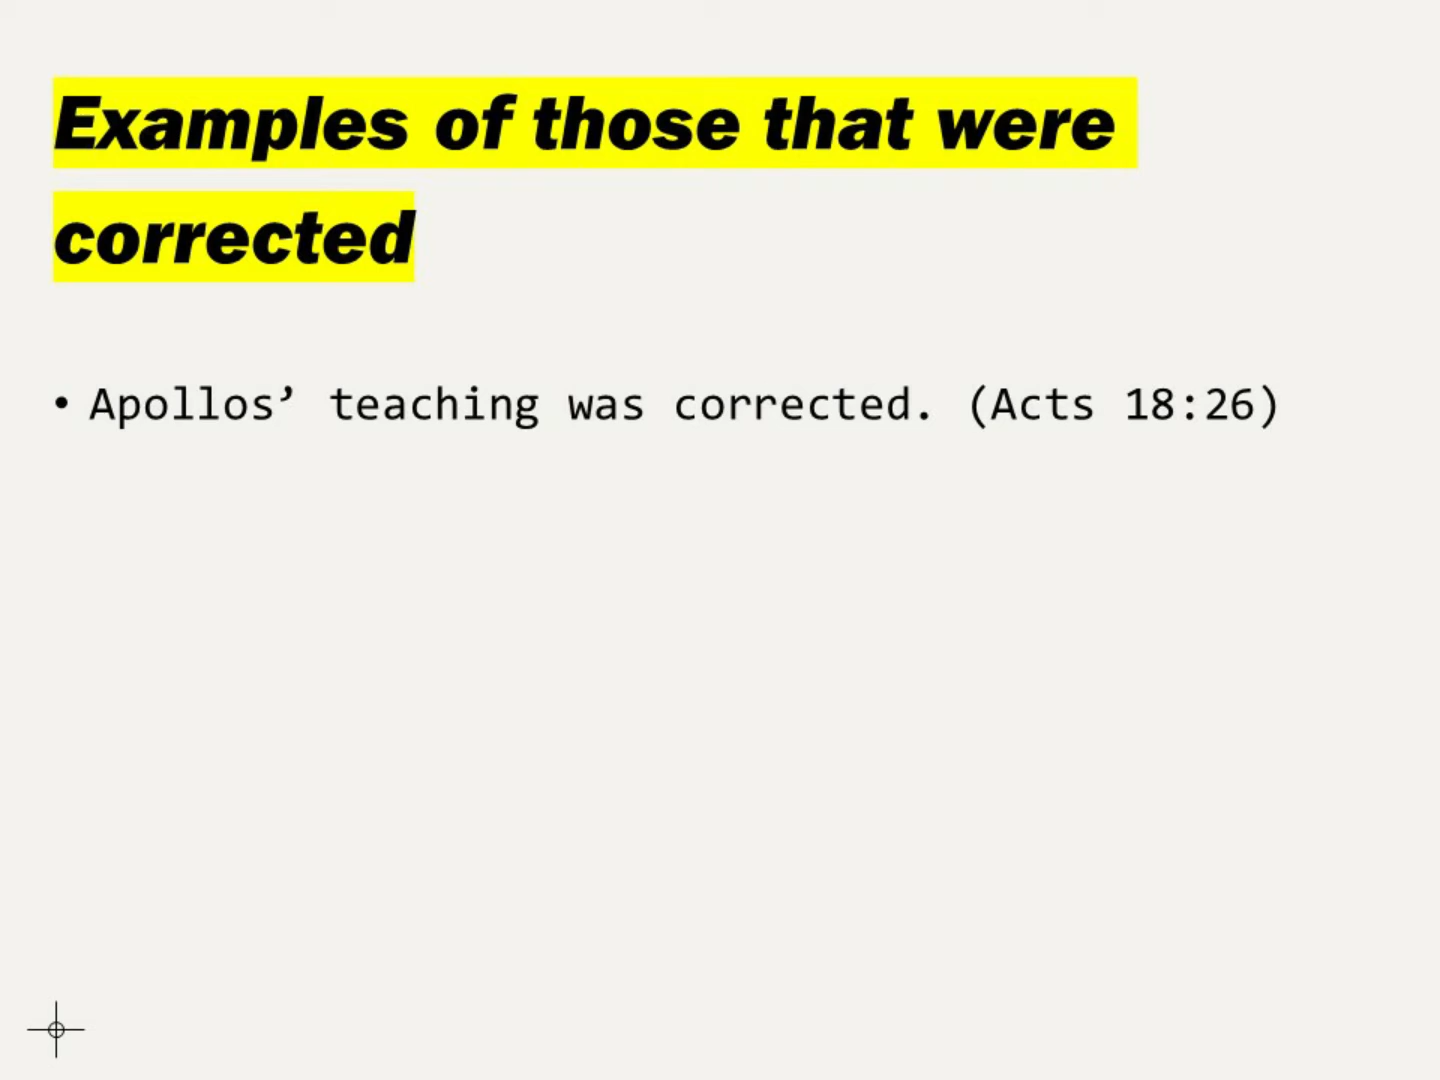 Examples of those that were
corrected
• Apollos’ teaching was corrected. (Acts 18:26)